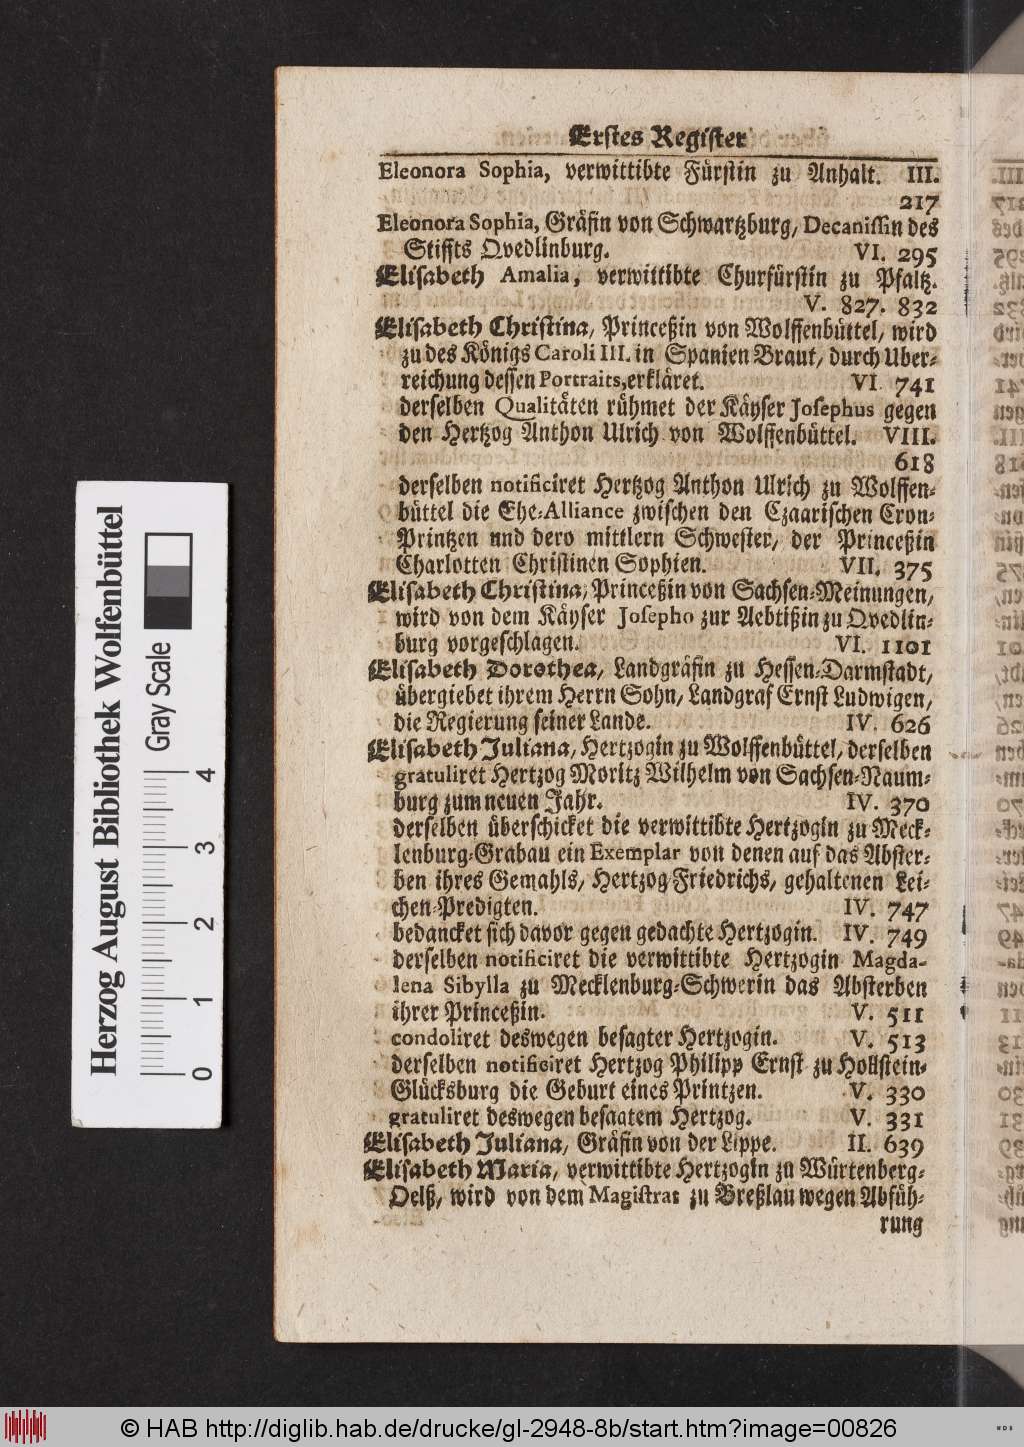 Erstes Register
Eleonora Sophia, verwittibte Fürstin zu Anhalt. III.
217
Eleonora Sophia, Gräfin von Schwartzburg, Decanissin des
Stiffts Qvedlinburg. VI. 295
Elisabeth Amalia, verwittibte Churfürstin zu Pfaltz.
V. 827. 832
Elisabeth Christina, Princeßin von Wolffenbüttel, wird
zu des Königs Caroli III. in Spanien Braut, durch Uber-
reichung dessen Portraits, erkläret. VI. 741
derselben Qualitäten rühmet der Käyser Josephus gegen
den Hertzog Anthon Ulrich von Wolffenbüttel. VIII.
618
derselben notificiret Hertzog Anthon Ulrich zu Wolffen-
büttel die Ehe-Alliance zwischen den Czaarischen Cron-
Printzen und dero mittlern Schwester, der Princeßin
Charlotten Christinen Sophien. VII. 375
Elisabeth Christina, Princeßin von Sachsen-Meinungen,
wird von dem Käyser Josepho zur Aebtißin zu Qvedlin-
burg vorgeschlagen. VI. 1101
Elisabeth Dorothea, Landgräfin zu Hessen-Darmstadt,
übergiebet ihrem Herrn Sohn, Landgraf Ernst Ludwigen,
die Regierung seiner Lande. IV. 626
Elisabeth Juliana, Hertzogin zu Wolffenbüttel, derselben
gratuliret Hertzog Moritz Wilhelm von Sachsen-Naum-
burg zum neuen Jahr. IV. 370
derselben überschicket die verwittibte Hertzogin zu Meck-
lenburg-Grabau ein Exemplar von denen auf das Abster-
ben ihres Gemahls, Hertzog Friedrichs, gehaltenen Lei-
chen-Predigten. IV. 747
bedancket sich davor gegen gedachte Hertzogin. IV. 749
derselben notificiret die verwittibte Hertzogin Magda-
lena Sibylla zu Mecklenburg-Schwerin das Absterben
ihrer Princeßin. V. 511
condoliret deswegen besagter Hertzogin. V. 513
derselben notificiret Hertzog Philipp Ernst zu Hollstein-
Glücksburg die Geburt eines Printzen. V. 330
gratuliret deswegen besagtem Hertzog. V. 331
Elisabeth Juliana, Gräfin von der Lippe. II. 639
Elisabeth Maria, verwittibte Hertzogin zu Würtenberg-
Oelß, wird von dem Magistrat zu Breßlau wegen Abfüh-
rung
Herzog August Bibliothek Wolfenbüttel
Gray Scale
0 1 2 3 4
© HAB http://diglib.hab.de/drucke/gl-2948-8b/start.htm?image=00826